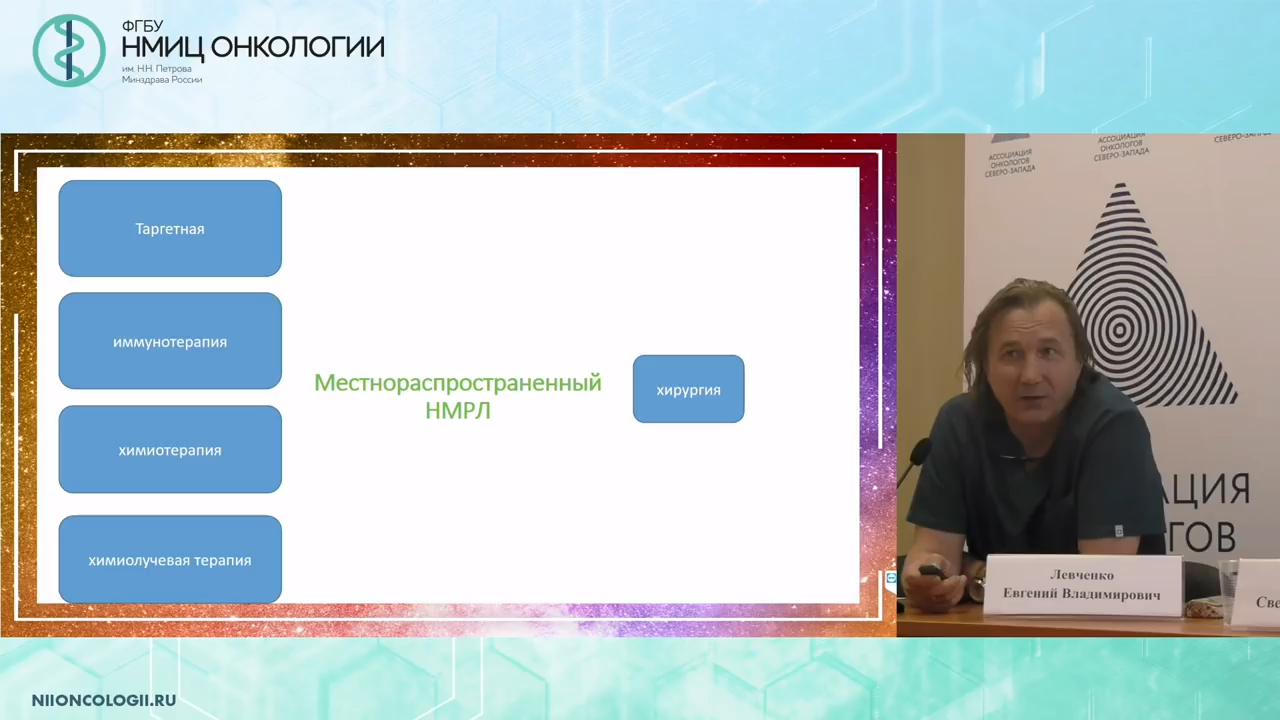 ФГБУ
НМИЦ ОНКОЛОГИИ
им. Н.Н. Петрова
Минздрава России
Таргетная
иммунотерапия
химиотерапия
химиолучевая терапия
Местнораспространенный
НМРЛ
хирургия
АССОЦИАЦИЯ
ОНКОЛОГОВ
СЕВЕРО-ЗАПАДА
АССОЦИАЦИЯ
ОНКОЛОГОВ
СЕВЕРО-ЗАПАДА
СЕВЕРО-ЗАПАДА
АЦИЯ
ГОВ
Левченко
Евгений Владимирович
Све
NIIONCOLOGII.RU